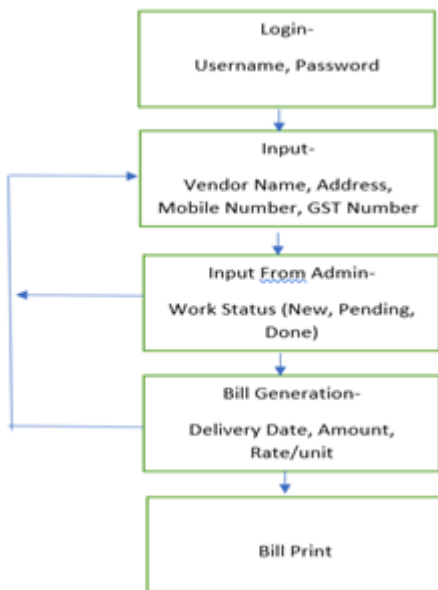 Login-
Username, Password
Input-
Vendor Name, Address,
Mobile Number, GST Number
Input From Admin-
Work Status (New, Pending,
Done)
Bill Generation-
Delivery Date, Amount,
Rate/unit
Bill Print